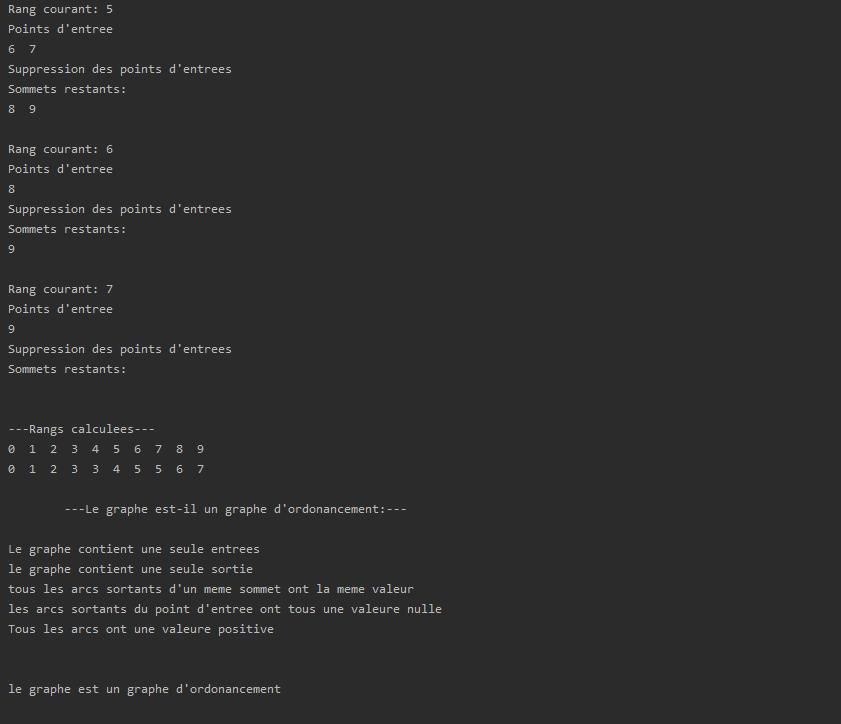 Rang courant: 5
Points d'entree
6  7
Suppression des points d'entrees
Sommets restants:
8  9
Rang courant: 6
Points d'entree
8
Suppression des points d'entrees
Sommets restants:
9
Rang courant: 7
Points d'entree
9
Suppression des points d'entrees
Sommets restants:
---Rangs calculees---
0  1  2  3  4  5  6  7  8  9
0  1  2  3  3  4  5  5  6  7
---Le graphe est-il un graphe d'ordonancement:---
Le graphe contient une seule entrees
le graphe contient une seule sortie
tous les arcs sortants d'un meme sommet ont la meme valeur
les arcs sortants du point d'entree ont tous une valeure nulle
Tous les arcs ont une valeure positive
le graphe est un graphe d'ordonancement